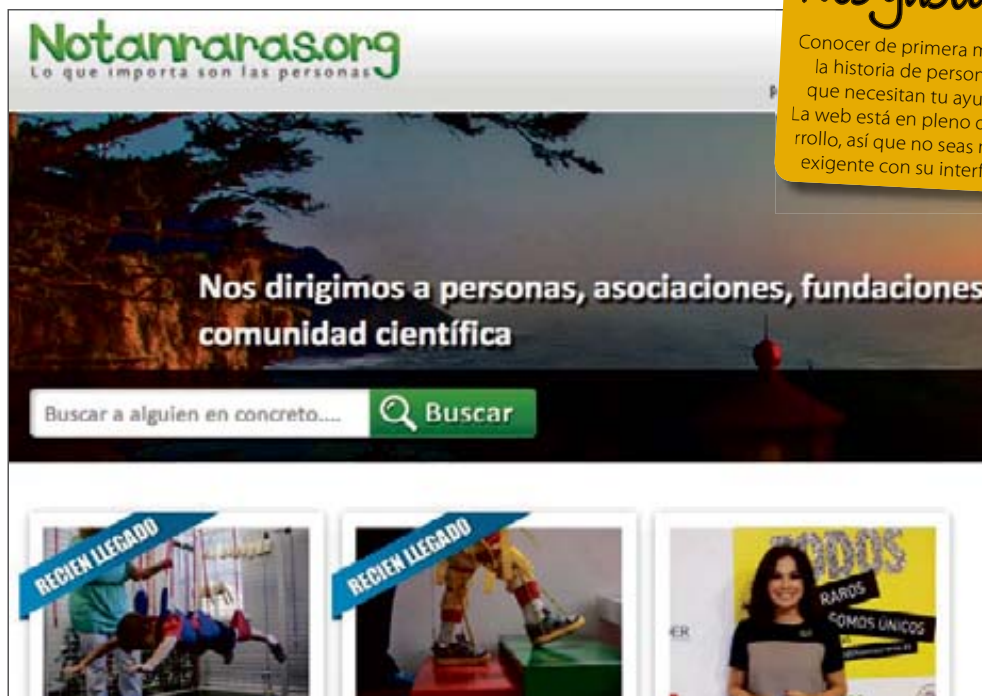 Notanraras.org
Lo que importa son las personas
Conocer de primera m
la historia de person
que necesitan tu ayu
La web está en pleno d
rrollo, así que no seas
exigente con su interf
Nos dirigimos a personas, asociaciones, fundaciones
comunidad científica
Buscar a alguien en concreto....
Buscar
RECIEN LLEGADO
RECIEN LLEGADO
TODOS
RAROS
SOMOS ÚNICOS
ER